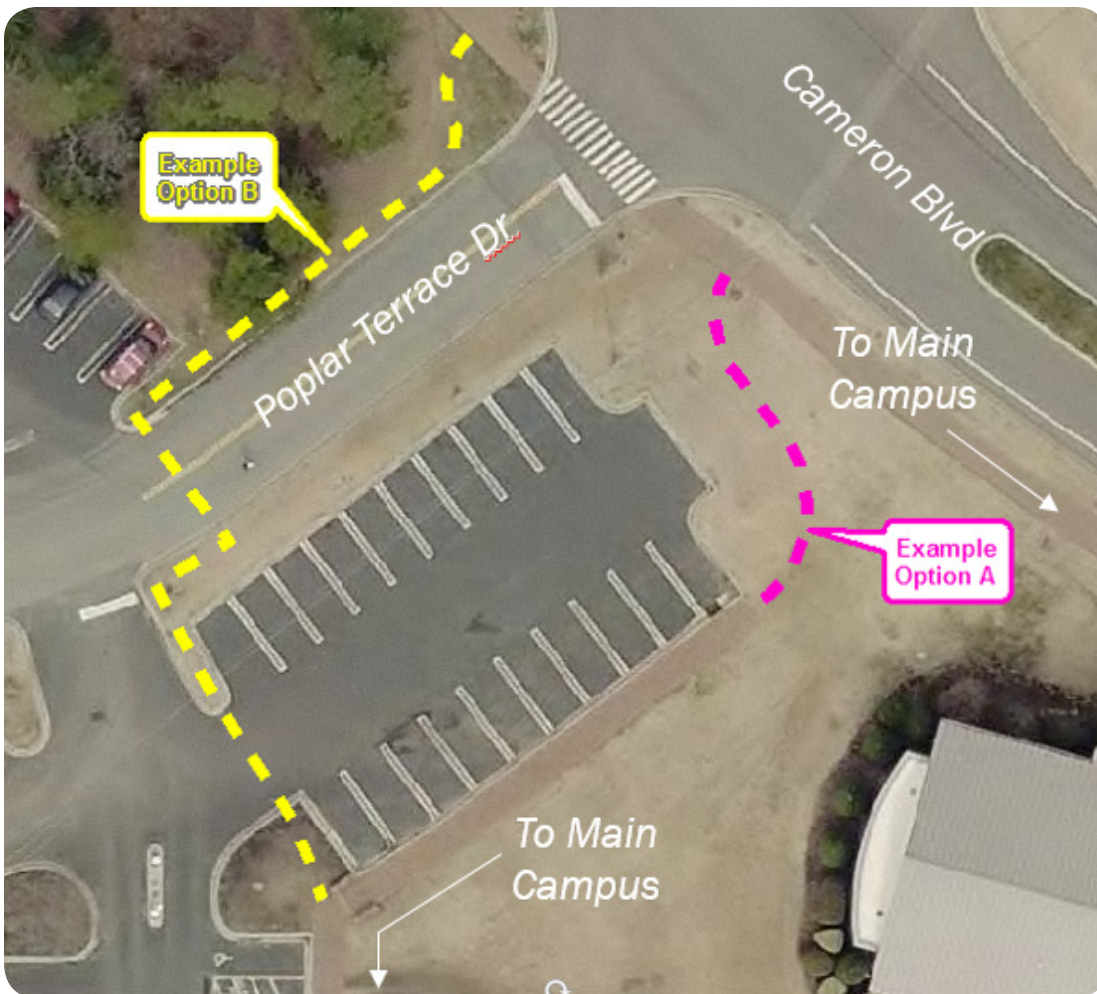 Cameron Blvd
Example
Option B
Poplar Terrace Dr
To Main
Campus
Example
Option A
To Main
Campus